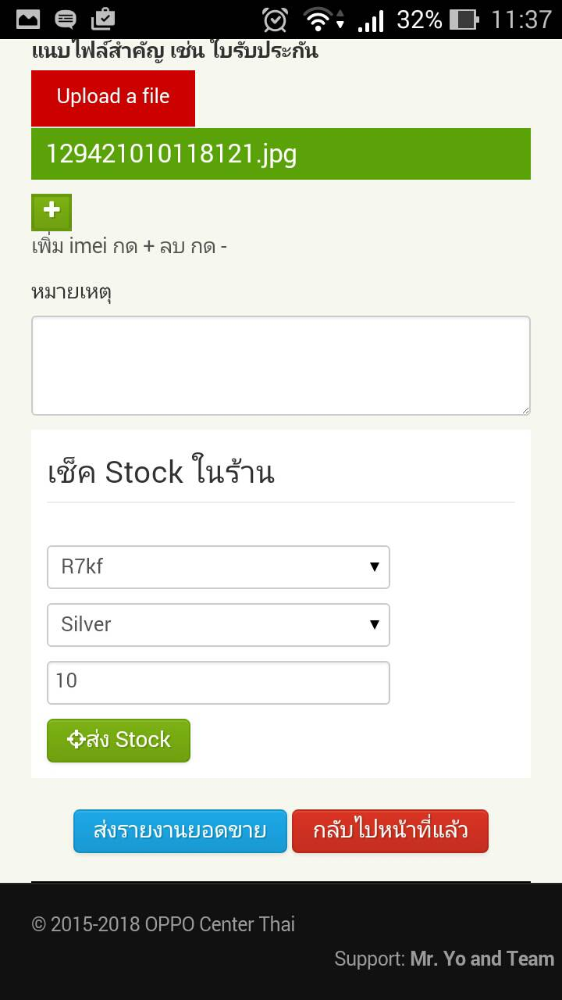 32% 11:37
แนบไฟล์สำคัญ เช่น ใบรับประกัน
Upload a file
129421010118121.jpg
+
เพิ่ม imei กด + ลบ กด -
หมายเหตุ
เช็ค Stock ในร้าน
R7kf
Silver
10
ส่ง Stock
ส่งรายงานยอดขาย กลับไปหน้าที่แล้ว
© 2015-2018 OPPO Center Thai
Support: Mr. Yo and Team